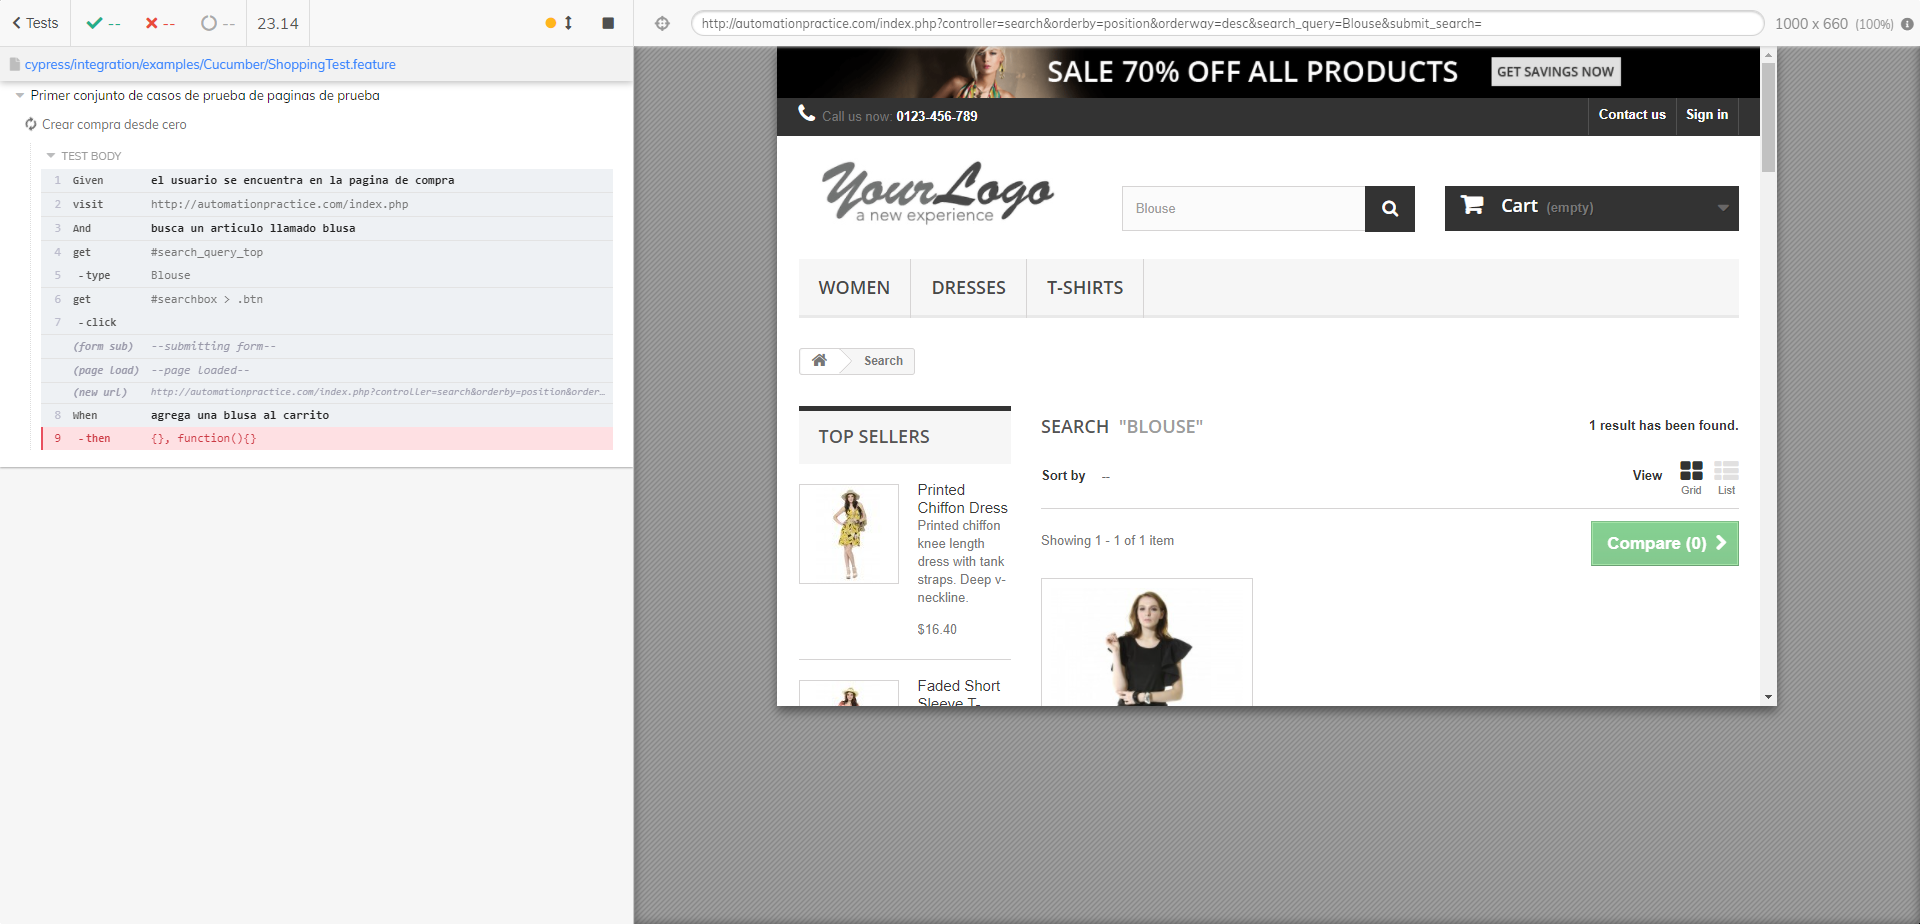 Tests
--
--
--
23.14
http://automationpractice.com/index.php?controller=search&orderby=position&orderway=desc&search_query=Blouse&submit_search=
1000 x 660 (100%)
cypress/integration/examples/Cucumber/ShoppingTest.feature
Primer conjunto de casos de prueba de paginas de prueba
Crear compra desde cero
TEST BODY
1 Given el usuario se encuentra en la pagina de compra
2 visit http://automationpractice.com/index.php
3 And busca un articulo llamado blusa
4 get #search_query_top
5 -type Blouse
6 get #searchbox > .btn
7 -click
(form sub) --submitting form--
(page load) --page loaded--
(new url) http://automationpractice.com/index.php?controller=search&orderby=position&order…
8 When agrega una blusa al carrito
9 -then {}, function(){}
SALE 70% OFF ALL PRODUCTS
GET SAVINGS NOW
Call us now: 0123-456-789
Contact us
Sign in
YourLogo
a new experience
Blouse
Cart (empty)
WOMEN
DRESSES
T-SHIRTS
Search
TOP SELLERS
Printed
Chiffon Dress
Printed chiffon
knee length
dress with tank
straps. Deep v-
neckline.
$16.40
Faded Short
Sleeve T-
SEARCH "BLOUSE"
1 result has been found.
Sort by --
View
Grid
List
Showing 1 - 1 of 1 item
Compare (0)